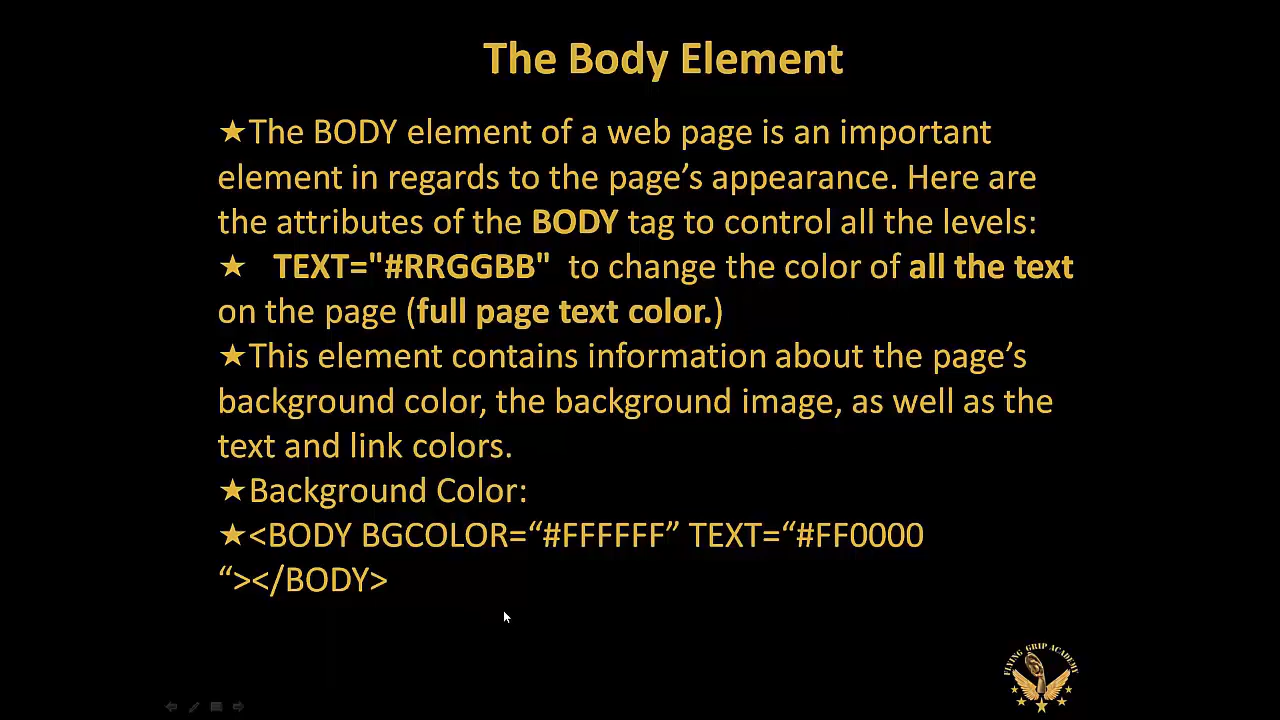 The Body Element
★The BODY element of a web page is an important
element in regards to the page’s appearance. Here are
the attributes of the BODY tag to control all the levels:
★ TEXT="#RRGGBB" to change the color of all the text
on the page (full page text color.)
★This element contains information about the page’s
background color, the background image, as well as the
text and link colors.
★Background Color:
★<BODY BGCOLOR=“#FFFFFF” TEXT=“#FF0000
“></BODY>
FLYING GRIP ACADEMY